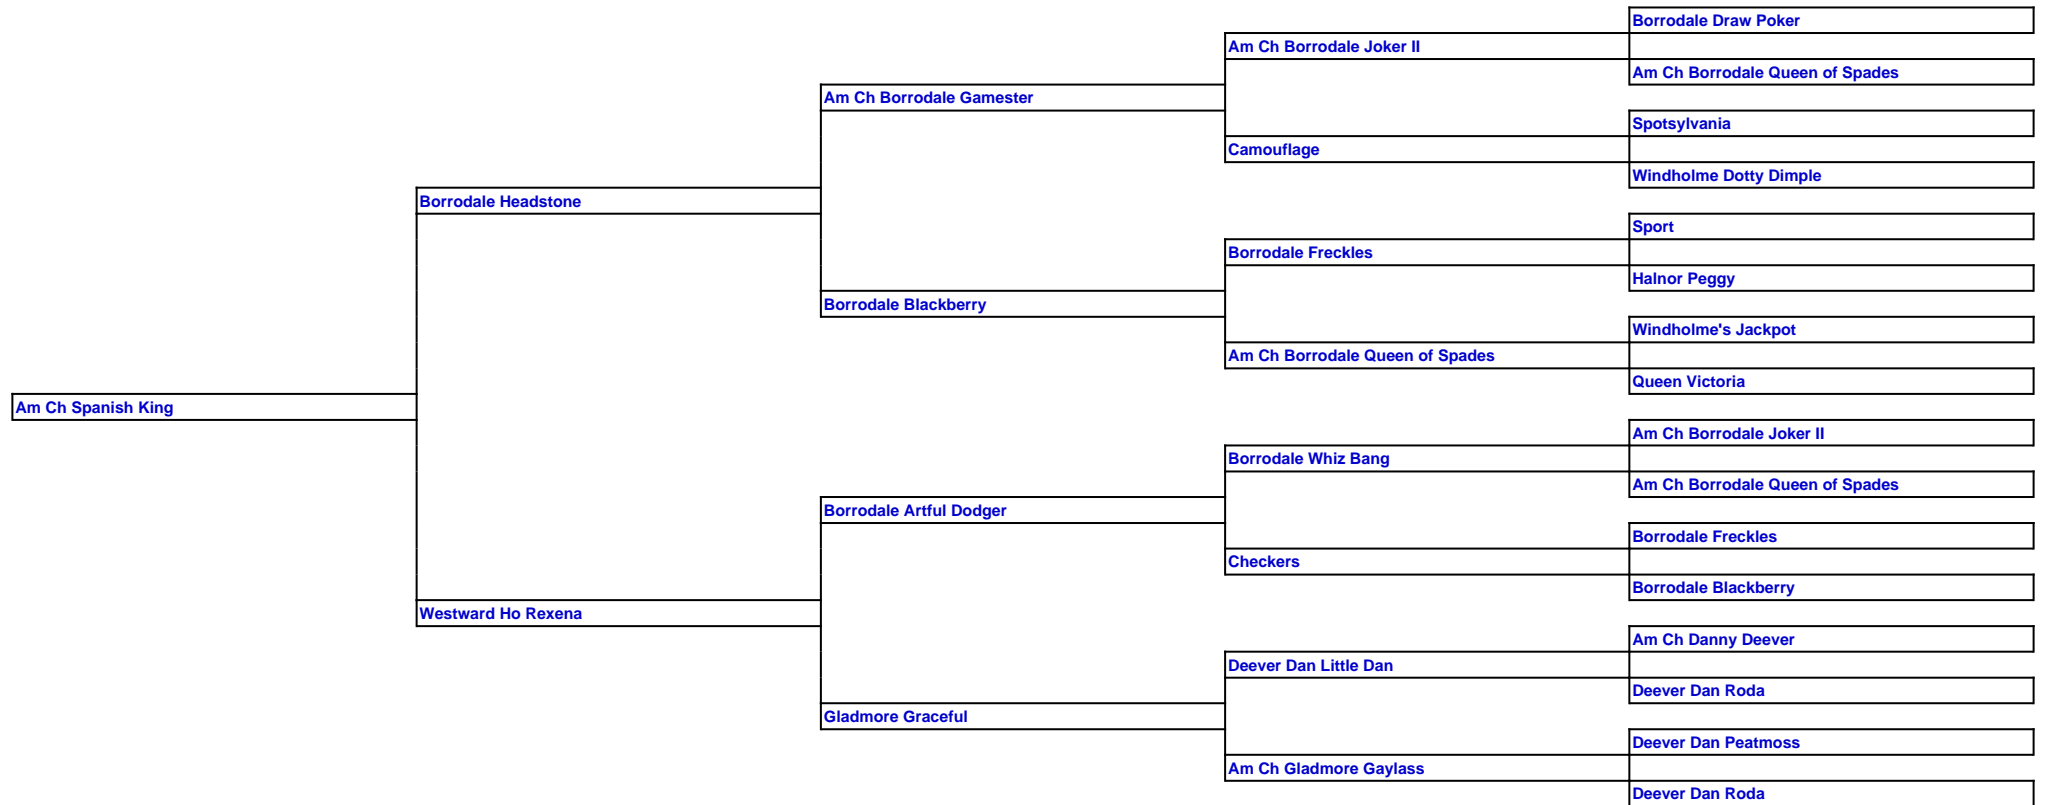 Borrodale Draw Poker
Am Ch Borrodale Joker II
Am Ch Borrodale Queen of Spades
Am Ch Borrodale Gamester
Spotsylvania
Camouflage
Windholme Dotty Dimple
Borrodale Headstone
Sport
Borrodale Freckles
Halnor Peggy
Borrodale Blackberry
Windholme's Jackpot
Am Ch Borrodale Queen of Spades
Queen Victoria
Am Ch Spanish King
Am Ch Borrodale Joker II
Borrodale Whiz Bang
Am Ch Borrodale Queen of Spades
Borrodale Artful Dodger
Borrodale Freckles
Checkers
Borrodale Blackberry
Westward Ho Rexena
Am Ch Danny Deever
Deever Dan Little Dan
Deever Dan Roda
Gladmore Graceful
Deever Dan Peatmoss
Am Ch Gladmore Gaylass
Deever Dan Roda